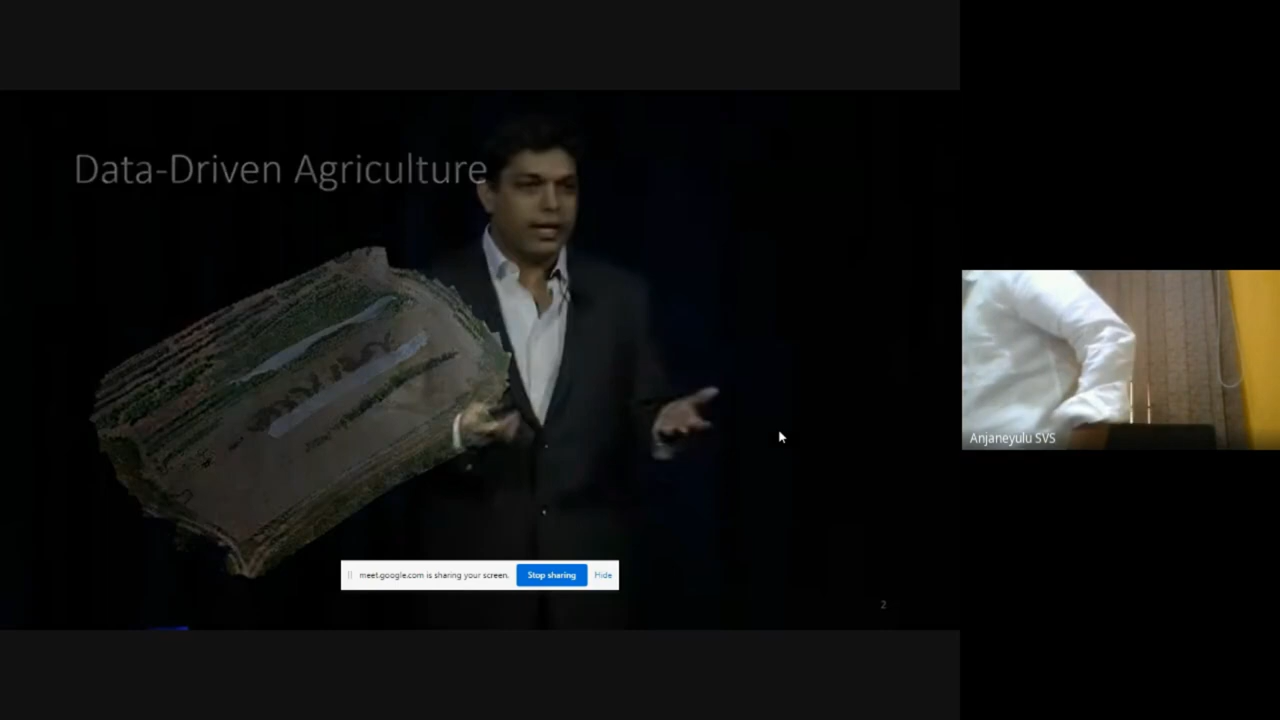 Data-Driven Agriculture
Anjaneyulu SVS
meet.google.com is sharing your screen. Stop sharing Hide
2